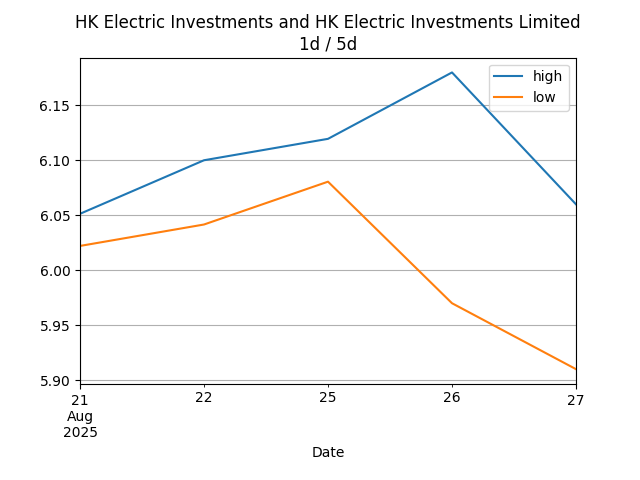 HK Electric Investments and HK Electric Investments Limited
1d / 5d
high
low
6.15
6.10
6.05
6.00
5.95
5.90
21
Aug
2025
22
25
26
27
Date